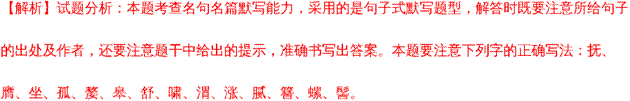 【解析】试题分析：本题考查名句名篇默写能力，采用的是句子式默写题型，解答时既要注意所给句子
的出处及作者，还要注意题干中给出的提示，准确书写出答案。本题要注意下列字的正确写法：抚、
膺、坐、孤、嫠、皋、舒、啸、渭、涨、腻、簪、螺、髻。